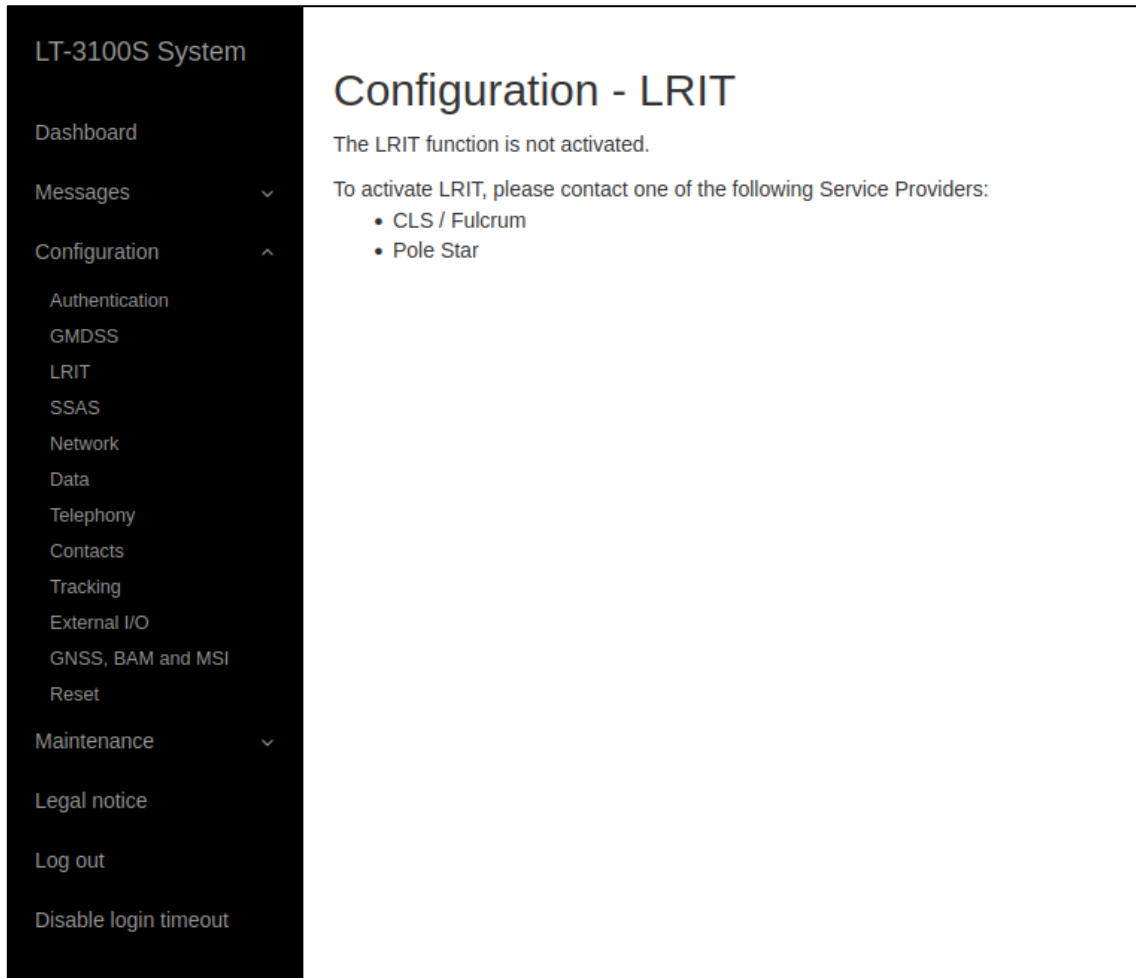 LT-3100S System
Dashboard
Messages
Configuration
Authentication
GMDSS
LRIT
SSAS
Network
Data
Telephony
Contacts
Tracking
External I/O
GNSS, BAM and MSI
Reset
Maintenance
Legal notice
Log out
Disable login timeout
Configuration - LRIT
The LRIT function is not activated.
To activate LRIT, please contact one of the following Service Providers:
• CLS / Fulcrum
• Pole Star